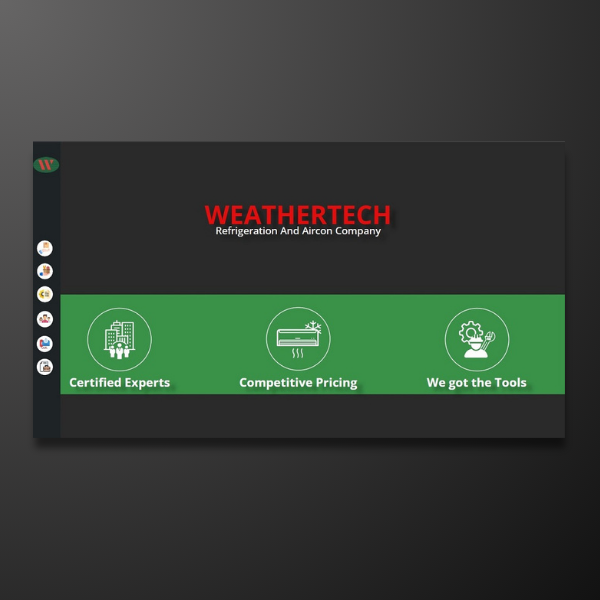 W
WEATHERTECH
Refrigeration And Aircon Company
Certified Experts
Competitive Pricing
We got the Tools